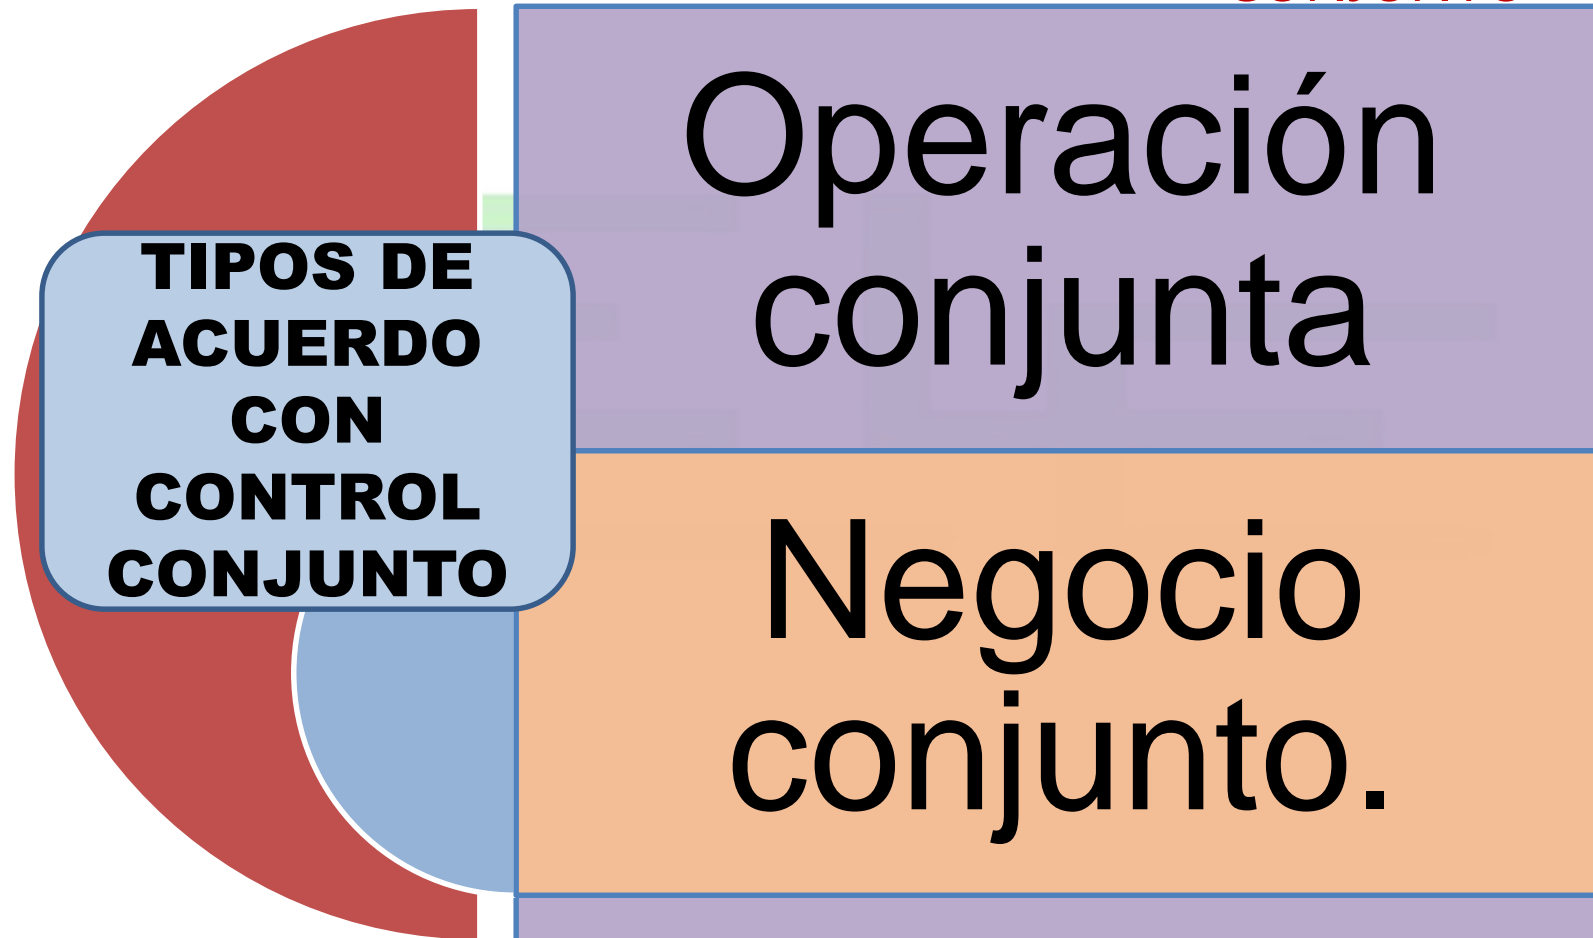 TIPOS DE
ACUERDO
CON
CONTROL
CONJUNTO
Operación
conjunta
Negocio
conjunto.